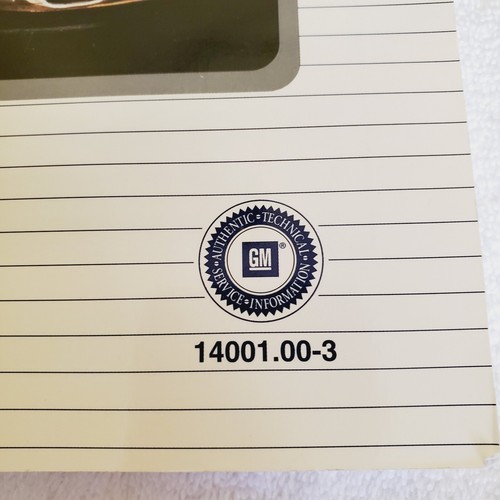 AUTHENTIC • TECHNICAL
• SERVICE • INFORMATION
GM®
14001.00-3